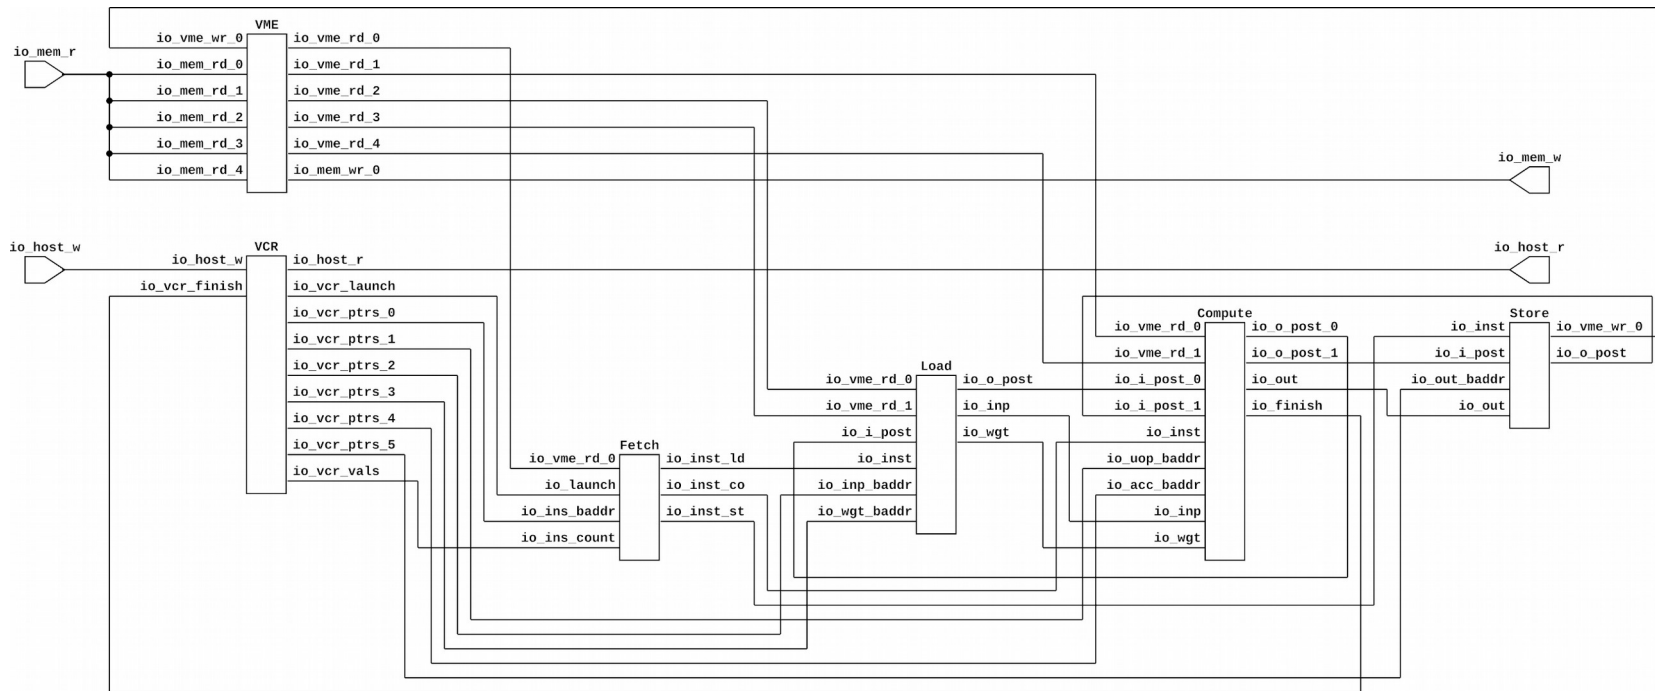 VME
io_vme_wr_0
io_vme_rd_0
io_mem_r
io_mem_rd_0
io_vme_rd_1
io_mem_rd_1
io_vme_rd_2
io_mem_rd_2
io_vme_rd_3
io_mem_rd_3
io_vme_rd_4
io_mem_rd_4
io_mem_wr_0
io_mem_w
io_host_w
VCR
io_host_r
io_host_w
io_host_r
io_vcr_finish
io_vcr_launch
io_vcr_ptrs_0
io_vcr_ptrs_1
io_vcr_ptrs_2
io_vcr_ptrs_3
io_vcr_ptrs_4
io_vcr_ptrs_5
io_vcr_vals
Fetch
io_vme_rd_0
io_inst_ld
io_launch
io_inst_co
io_ins_baddr
io_inst_st
io_ins_count
Load
io_vme_rd_0
io_o_post
io_vme_rd_1
io_inp
io_i_post
io_wgt
io_inst
io_inp_baddr
io_wgt_baddr
Compute
io_vme_rd_0
io_o_post_0
io_vme_rd_1
io_o_post_1
io_i_post_0
io_out
io_i_post_1
io_finish
io_inst
io_uop_baddr
io_acc_baddr
io_inp
io_wgt
Store
io_inst
io_vme_wr_0
io_i_post
io_o_post
io_out_baddr
io_out